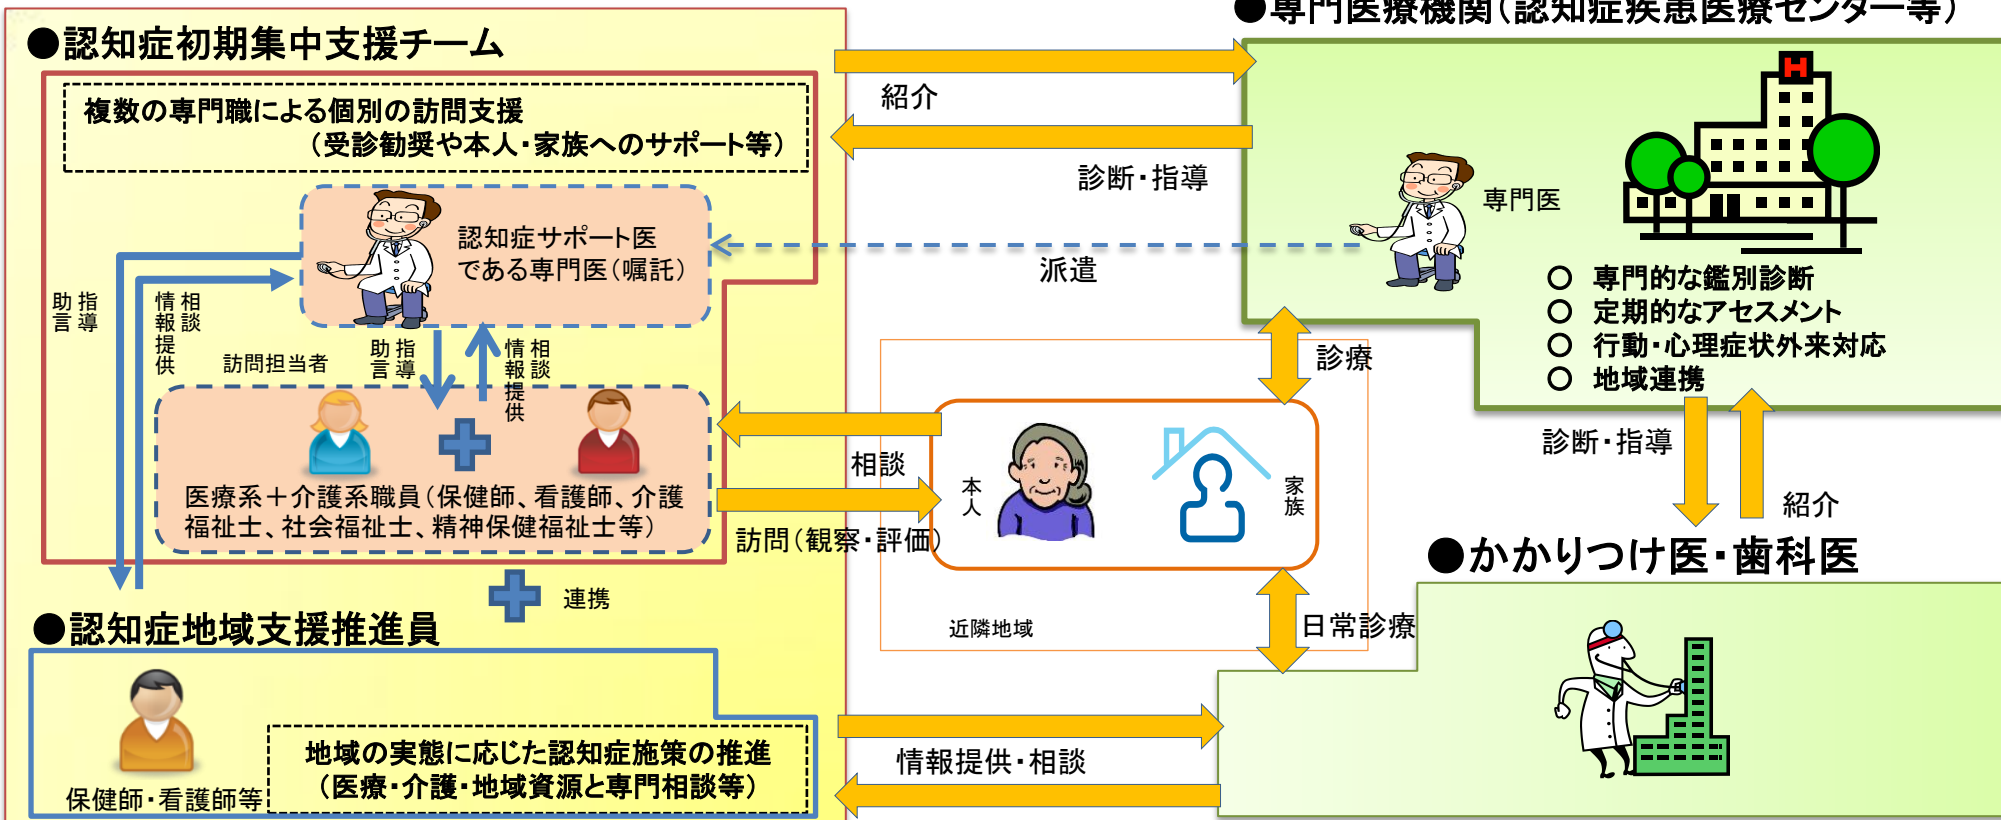 ●専門医療機関（認知症疾患医療センター等）
●認知症初期集中支援チーム
複数の専門職による個別の訪問支援
（受診勧奨や本人・家族へのサポート等）
紹介
診断・指導
専門医
認知症サポート医
である専門医（嘱託）
派遣
○ 専門的な鑑別診断
○ 定期的なアセスメント
○ 行動・心理症状外来対応
○ 地域連携
指導
助言
相談
情報提供
訪問担当者
指導
助言
相談
情報提供
診療
医療系＋介護系職員（保健師、看護師、介護
福祉士、社会福祉士、精神保健福祉士等）
相談
訪問（観察・評価）
本人
家族
診断・指導
紹介
連携
近隣地域
日常診療
●かかりつけ医・歯科医
●認知症地域支援推進員
保健師・看護師等
地域の実態に応じた認知症施策の推進
（医療・介護・地域資源と専門相談等）
情報提供・相談
H